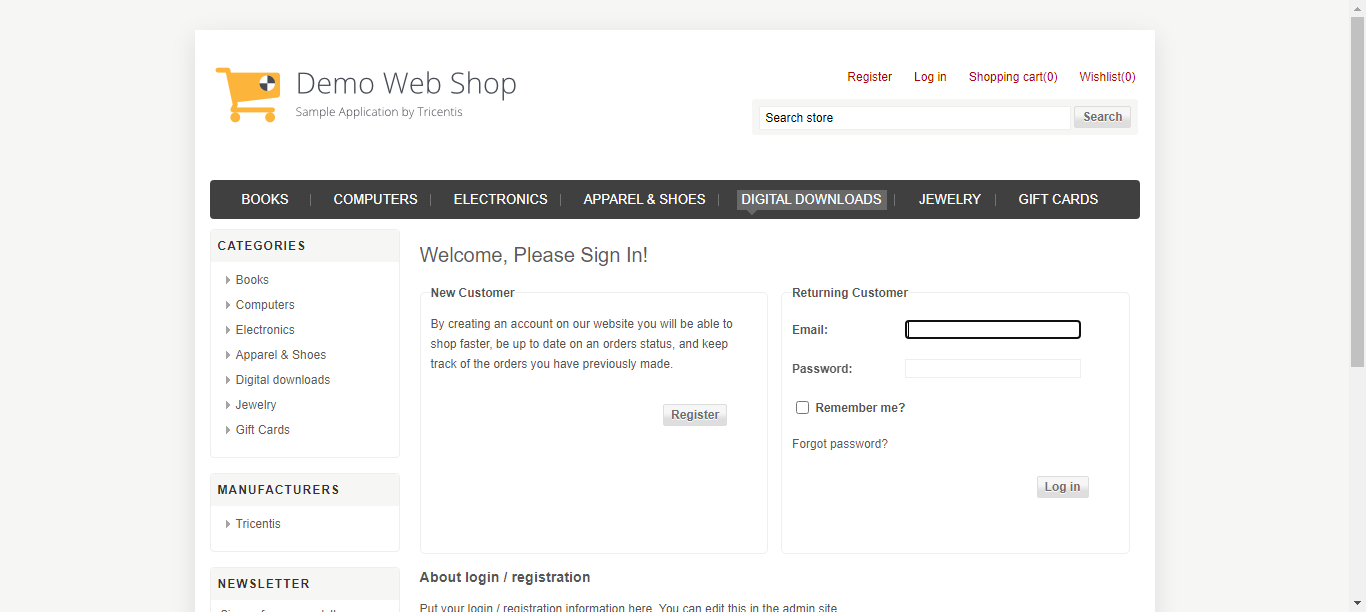 Demo Web Shop
Sample Application by Tricentis
Register Log in Shopping cart(0) Wishlist(0)
Search store Search
BOOKS COMPUTERS ELECTRONICS APPAREL & SHOES DIGITAL DOWNLOADS JEWELRY GIFT CARDS
CATEGORIES
Books
Computers
Electronics
Apparel & Shoes
Digital downloads
Jewelry
Gift Cards
MANUFACTURERS
Tricentis
NEWSLETTER
Welcome, Please Sign In!
New Customer
By creating an account on our website you will be able to
shop faster, be up to date on an orders status, and keep
track of the orders you have previously made.
Register
Returning Customer
Email:
Password:
Remember me?
Forgot password?
Log in
About login / registration
Put your login / registration information here. You can edit this in the admin site.